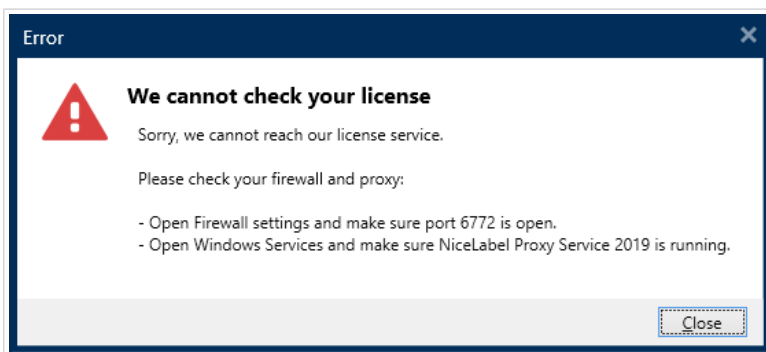 Error
We cannot check your license
Sorry, we cannot reach our license service.
Please check your firewall and proxy:
- Open Firewall settings and make sure port 6772 is open.
- Open Windows Services and make sure NiceLabel Proxy Service 2019 is running.
Close